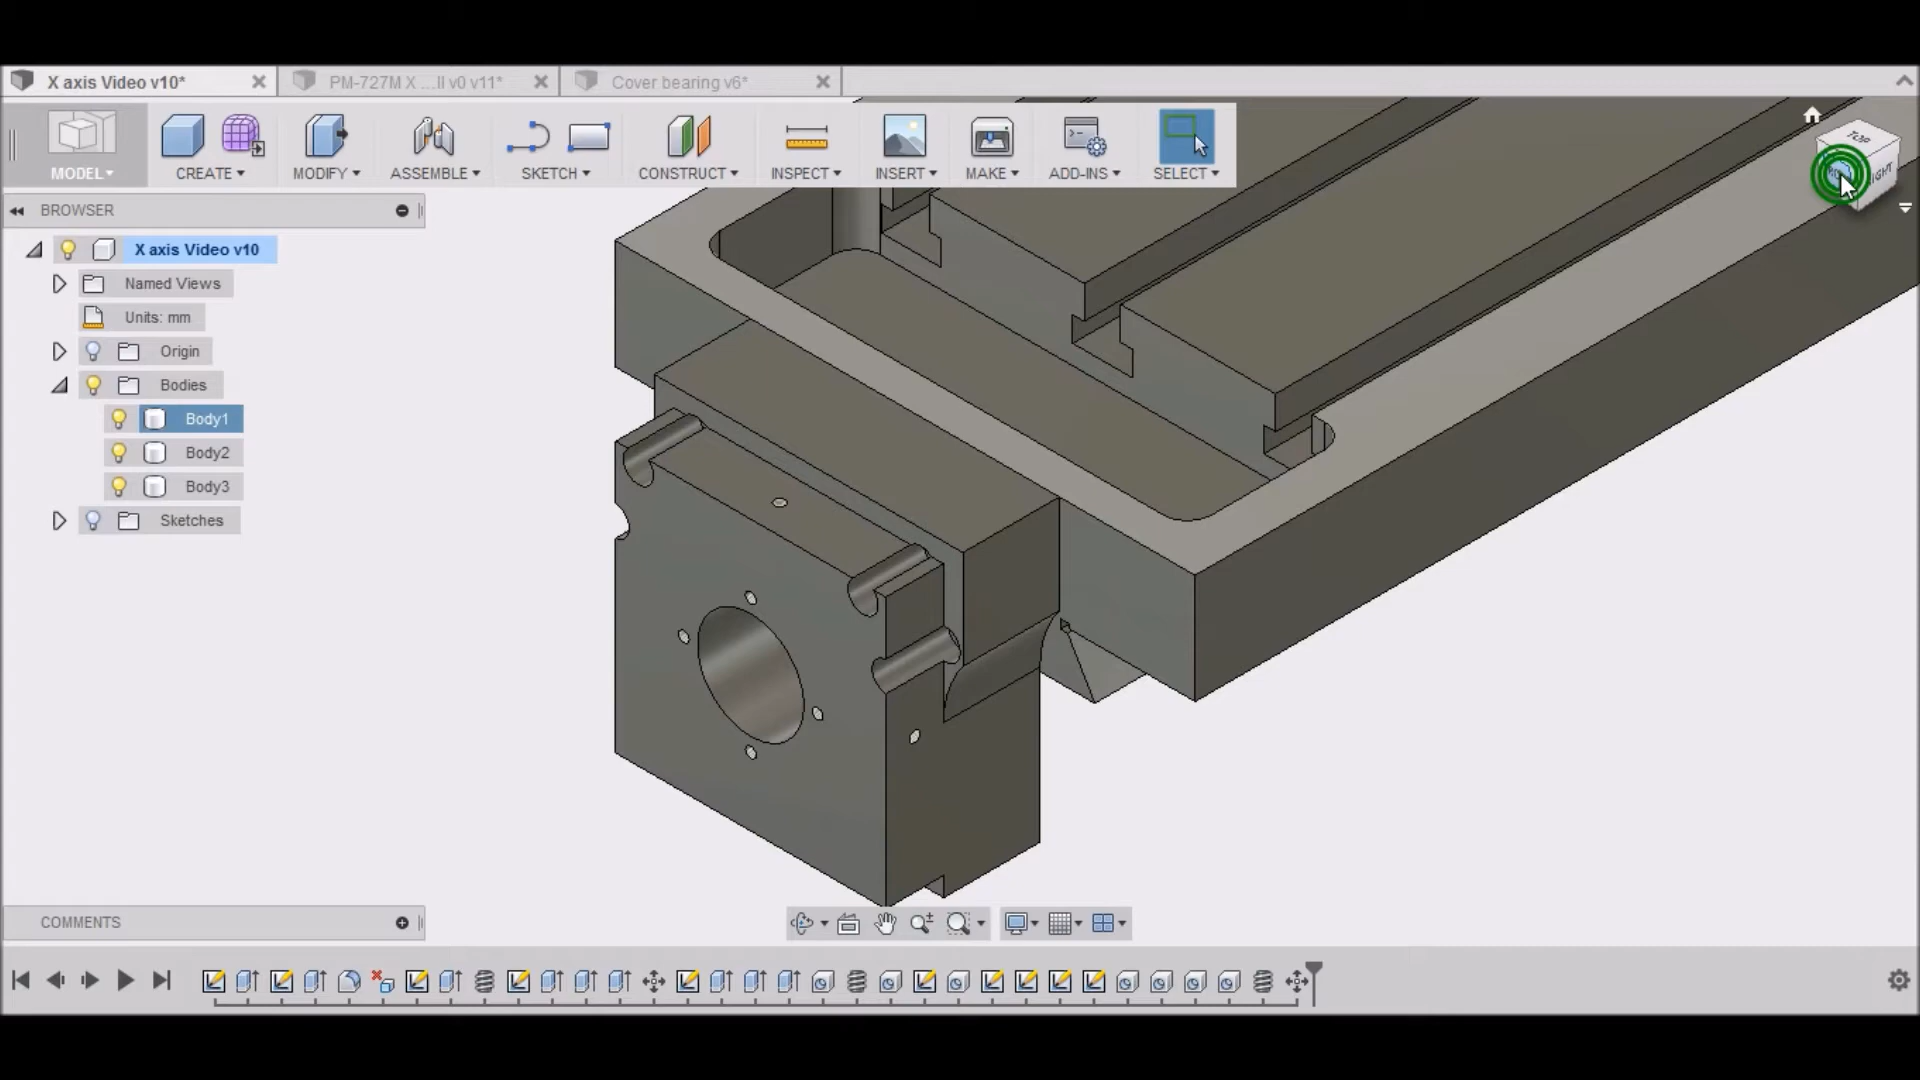 X axis Video v10*
PM-727M X ....ll v0 v11*
Cover bearing v6*
MODEL
CREATE
MODIFY
ASSEMBLE
SKETCH
CONSTRUCT
INSPECT
INSERT
MAKE
ADD-INS
SELECT
TOP
BROWSER
X axis Video v10
Named Views
Units: mm
Origin
Bodies
Body1
Body2
Body3
Sketches
COMMENTS